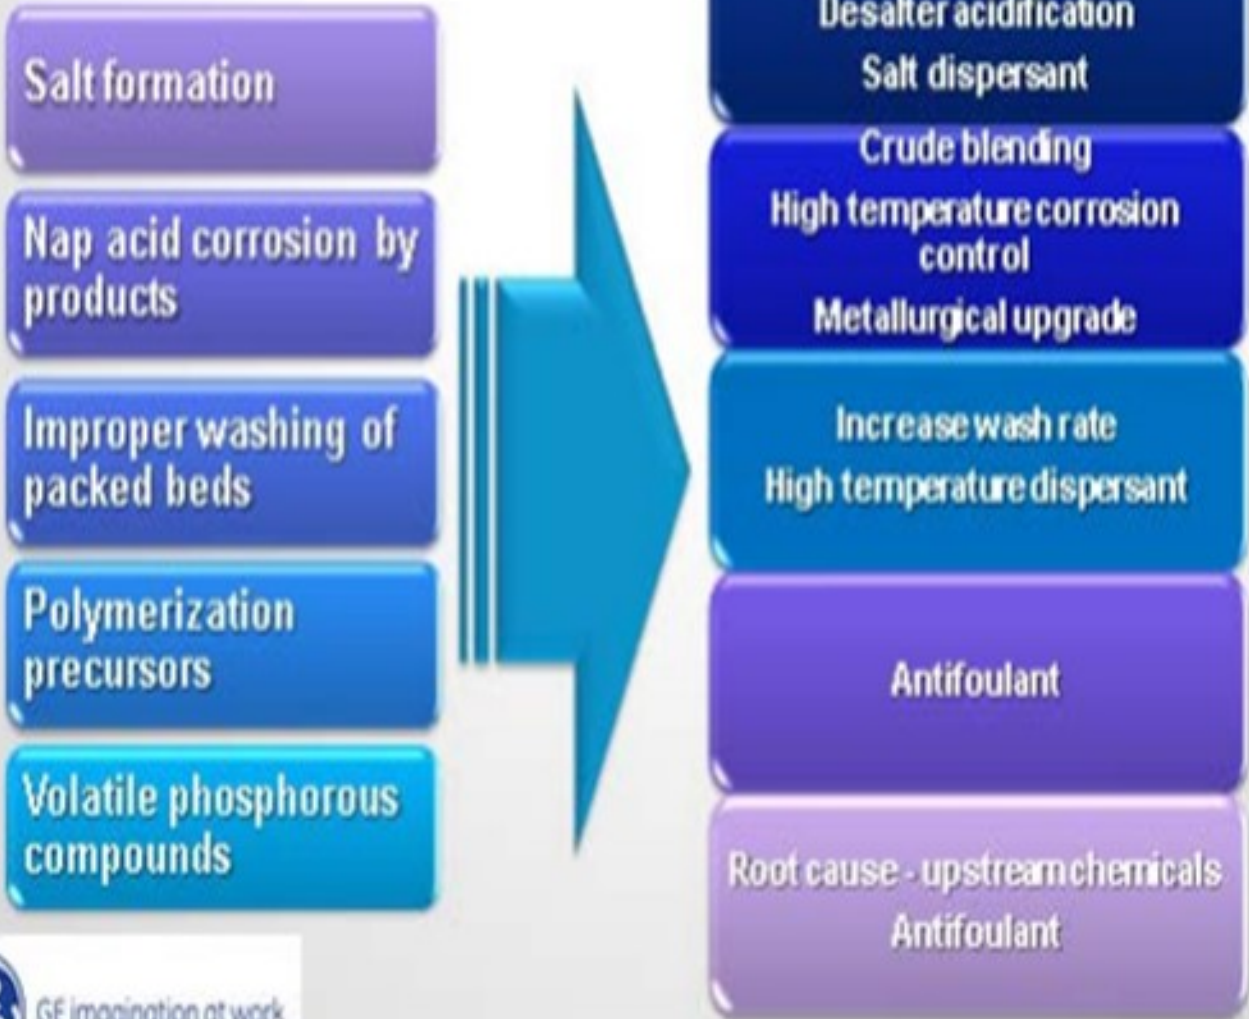 Salt formation
Nap acid corrosion by
products
Improper washing of
packed beds
Polymerization
precursors
Volatile phosphorous
compounds
Desalter acidification
Salt dispersant
Crude blending
High temperature corrosion
control
Metallurgical upgrade
Increase wash rate
High temperature dispersant
Antifoulant
Root cause - upstream chemicals
Antifoulant
GE imagination at work